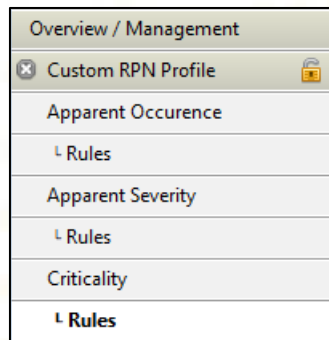 Overview / Management
Custom RPN Profile
Apparent Occurence
└ Rules
Apparent Severity
└ Rules
Criticality
└ Rules